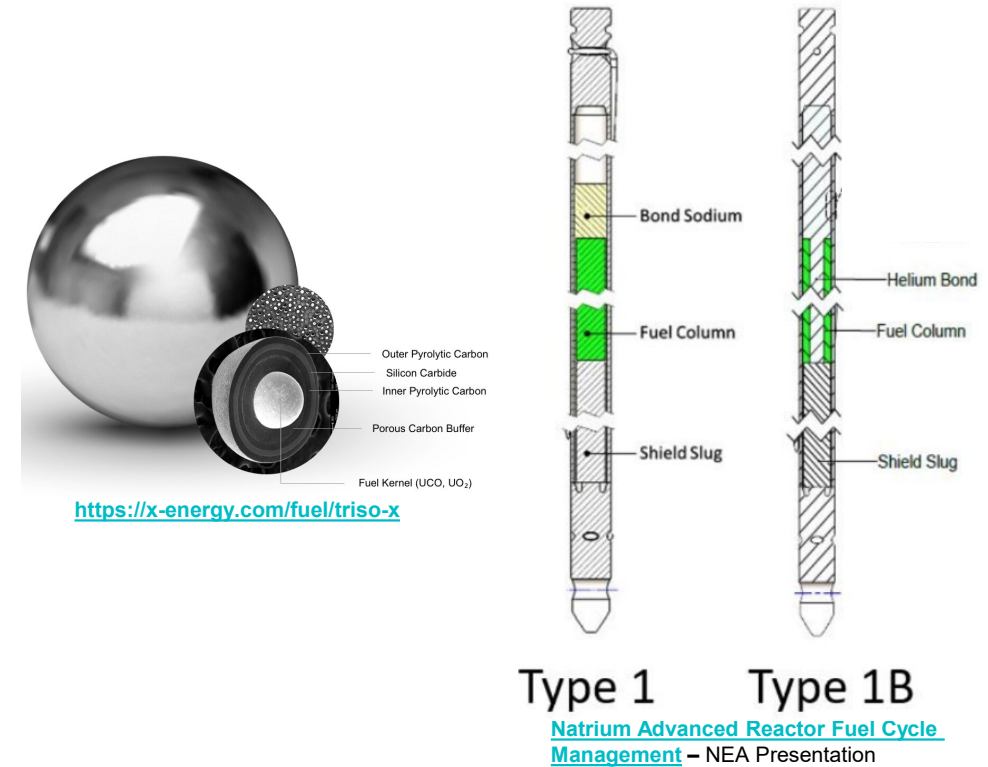 Outer Pyrolytic Carbon
Silicon Carbide
Inner Pyrolytic Carbon
Porous Carbon Buffer
Fuel Kernel (UCO, UO₂)
https://x-energy.com/fuel/triso-x
Bond Sodium
Fuel Column
Shield Slug
Type 1
Helium Bond
Fuel Column
Shield Slug
Type 1B
Natrium Advanced Reactor Fuel Cycle
Management – NEA Presentation